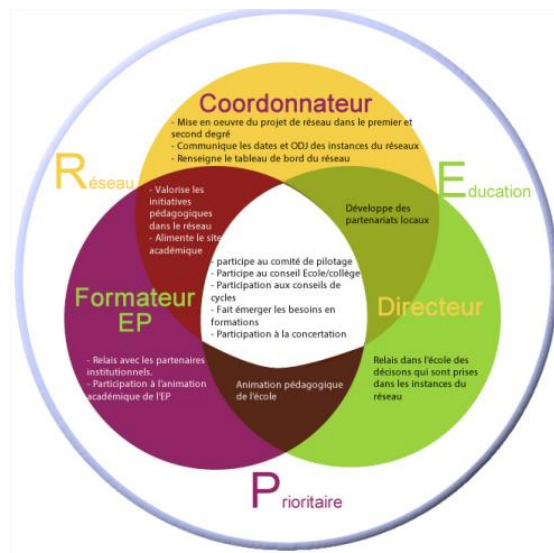 Coordonnateur
- Mise en oeuvre du projet de réseau dans le premier et
second degré
- Communique les dates et ODJ des instances du réseaux
- Renseigne le tableau de bord du réseau
Réseau
Education
- Valorise les
initiatives
pédagogiques
dans le réseau
- Alimente le site
académique
Développe des
partenariats locaux
- participe au comité de pilotage
- Participe au conseil Ecole/collège
- Participation aux conseils de
cycles
- Fait émerger les besoins en
formations
- Participation à la concertation
Formateur
EP
Directeur
- Relais avec les partenaires
institutionnels.
- Participation à l'animation
académique de l'EP
Animation pédagogique
de l'école
Relais dans l'école des
décisons qui sont prises
dans les instances du
réseau
Prioritaire